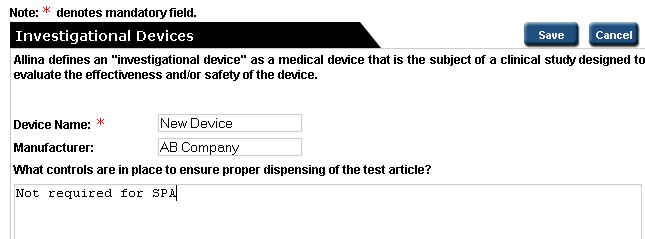 Note: * denotes mandatory field.
Investigational Devices
Save
Cancel
Allina defines an "investigational device" as a medical device that is the subject of a clinical study designed to
evaluate the effectiveness and/or safety of the device.
Device Name: * New Device
Manufacturer: AB Company
What controls are in place to ensure proper dispensing of the test article?
Not required for SPA